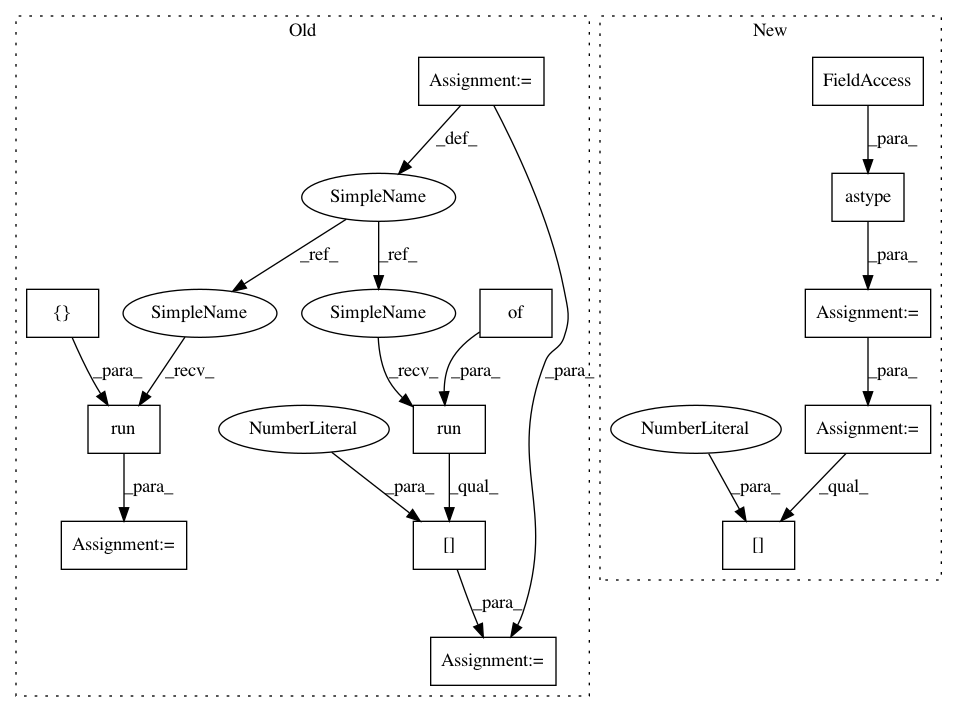 Old
New
Assignment:=
FieldAccess
_def_
_para_
SimpleName
astype
_ref_
_ref_
_para_
{}
SimpleName
SimpleName
of
Assignment:=
_para_
_recv_
_recv_
_para_
_para_
_para_
run
NumberLiteral
run
NumberLiteral
Assignment:=
_para_
_para_
_qual_
_para_
_qual_
Assignment:=
[]
[]
_para_
Assignment:=